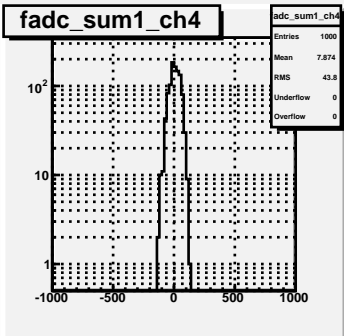 fadc_sum1_ch4
adc_sum1_ch4
Entries 1000
Mean 7.874
RMS 43.8
Underflow 0
Overflow 0
10²
10
1
-1000 -500 0 500 1000